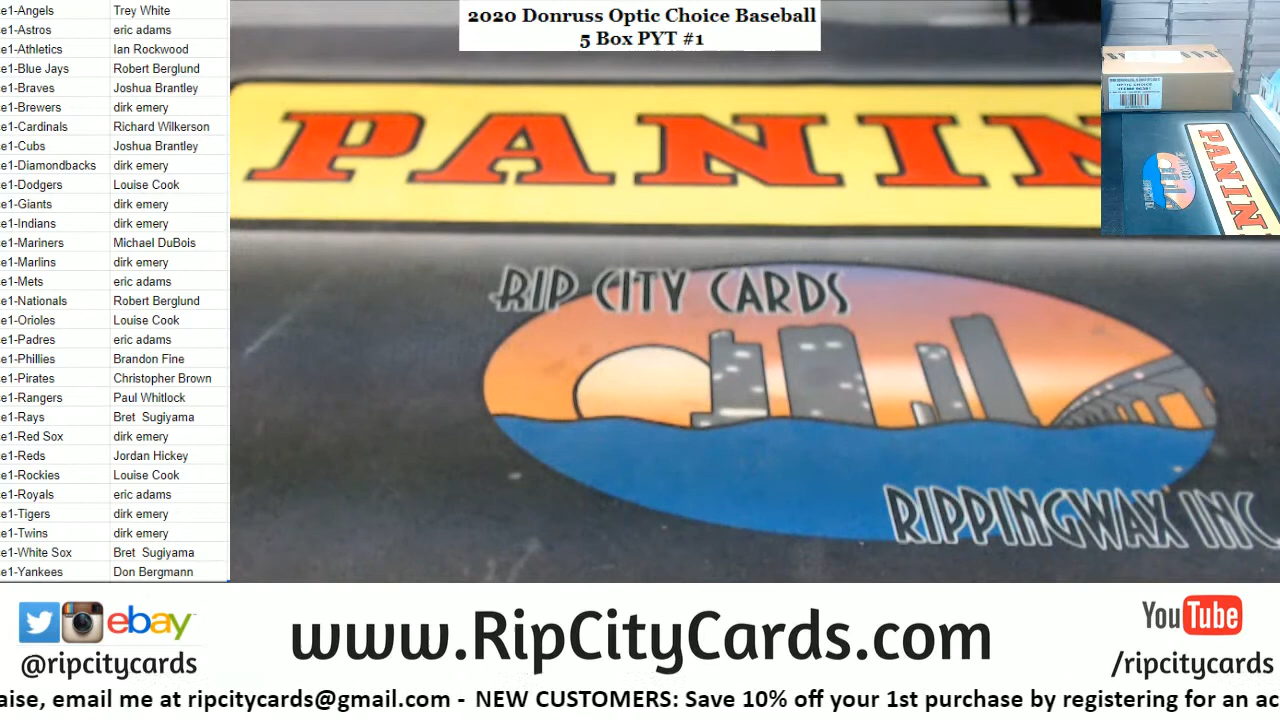 2020 Donruss Optic Choice Baseball
5 Box PYT #1
e1-Angels Trey White
e1-Astros eric adams
e1-Athletics Ian Rockwood
e1-Blue Jays Robert Berglund
e1-Braves Joshua Brantley
e1-Brewers dirk emery
e1-Cardinals Richard Wilkerson
e1-Cubs Joshua Brantley
e1-Diamondbacks dirk emery
e1-Dodgers Louise Cook
e1-Giants dirk emery
e1-Indians dirk emery
e1-Mariners Michael DuBois
e1-Marlins dirk emery
e1-Mets eric adams
e1-Nationals Robert Berglund
e1-Orioles Louise Cook
e1-Padres eric adams
e1-Phillies Brandon Fine
e1-Pirates Christopher Brown
e1-Rangers Paul Whitlock
e1-Rays Bret Sugiyama
e1-Red Sox dirk emery
e1-Reds Jordan Hickey
e1-Rockies Louise Cook
e1-Royals eric adams
e1-Tigers dirk emery
e1-Twins dirk emery
e1-White Sox Bret Sugiyama
e1-Yankees Don Bergmann
PANIN
RIP CITY CARDS
RIPPINGWAX INC
PANIN
ebay
@ripcitycards
www.RipCityCards.com
YouTube
/ripcitycards
aise, email me at ripcitycards@gmail.com - NEW CUSTOMERS: Save 10% off your 1st purchase by registering for an ac